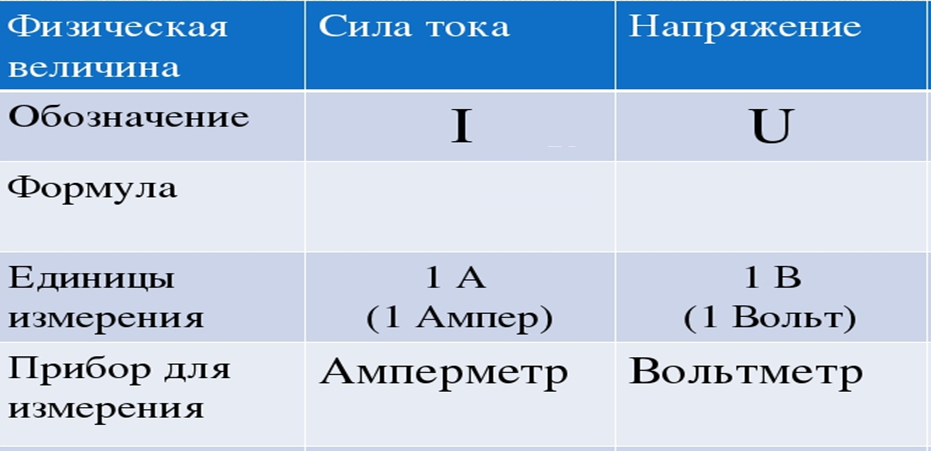 Физическая величина
Сила тока
Напряжение
Обозначение
I
U
Формула
Единицы измерения
1 А
(1 Ампер)
1 В
(1 Вольт)
Прибор для измерения
Амперметр
Вольтметр